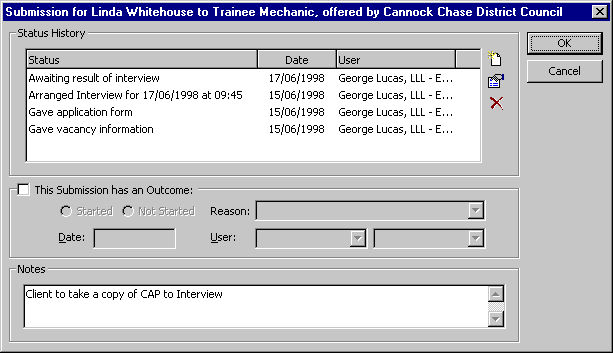 Submission for Linda Whitehouse to Trainee Mechanic, offered by Cannock Chase District Council
Status History
Status Date User
Awaiting result of interview 17/06/1998 George Lucas, LLL - E...
Arranged Interview for 17/06/1998 at 09:45 15/06/1998 George Lucas, LLL - E...
Gave application form 15/06/1998 George Lucas, LLL - E...
Gave vacancy information 15/06/1998 George Lucas, LLL - E...
OK
Cancel
This Submission has an Outcome:
Started Not Started Reason:
Date: User:
Notes
Client to take a copy of CAP to Interview